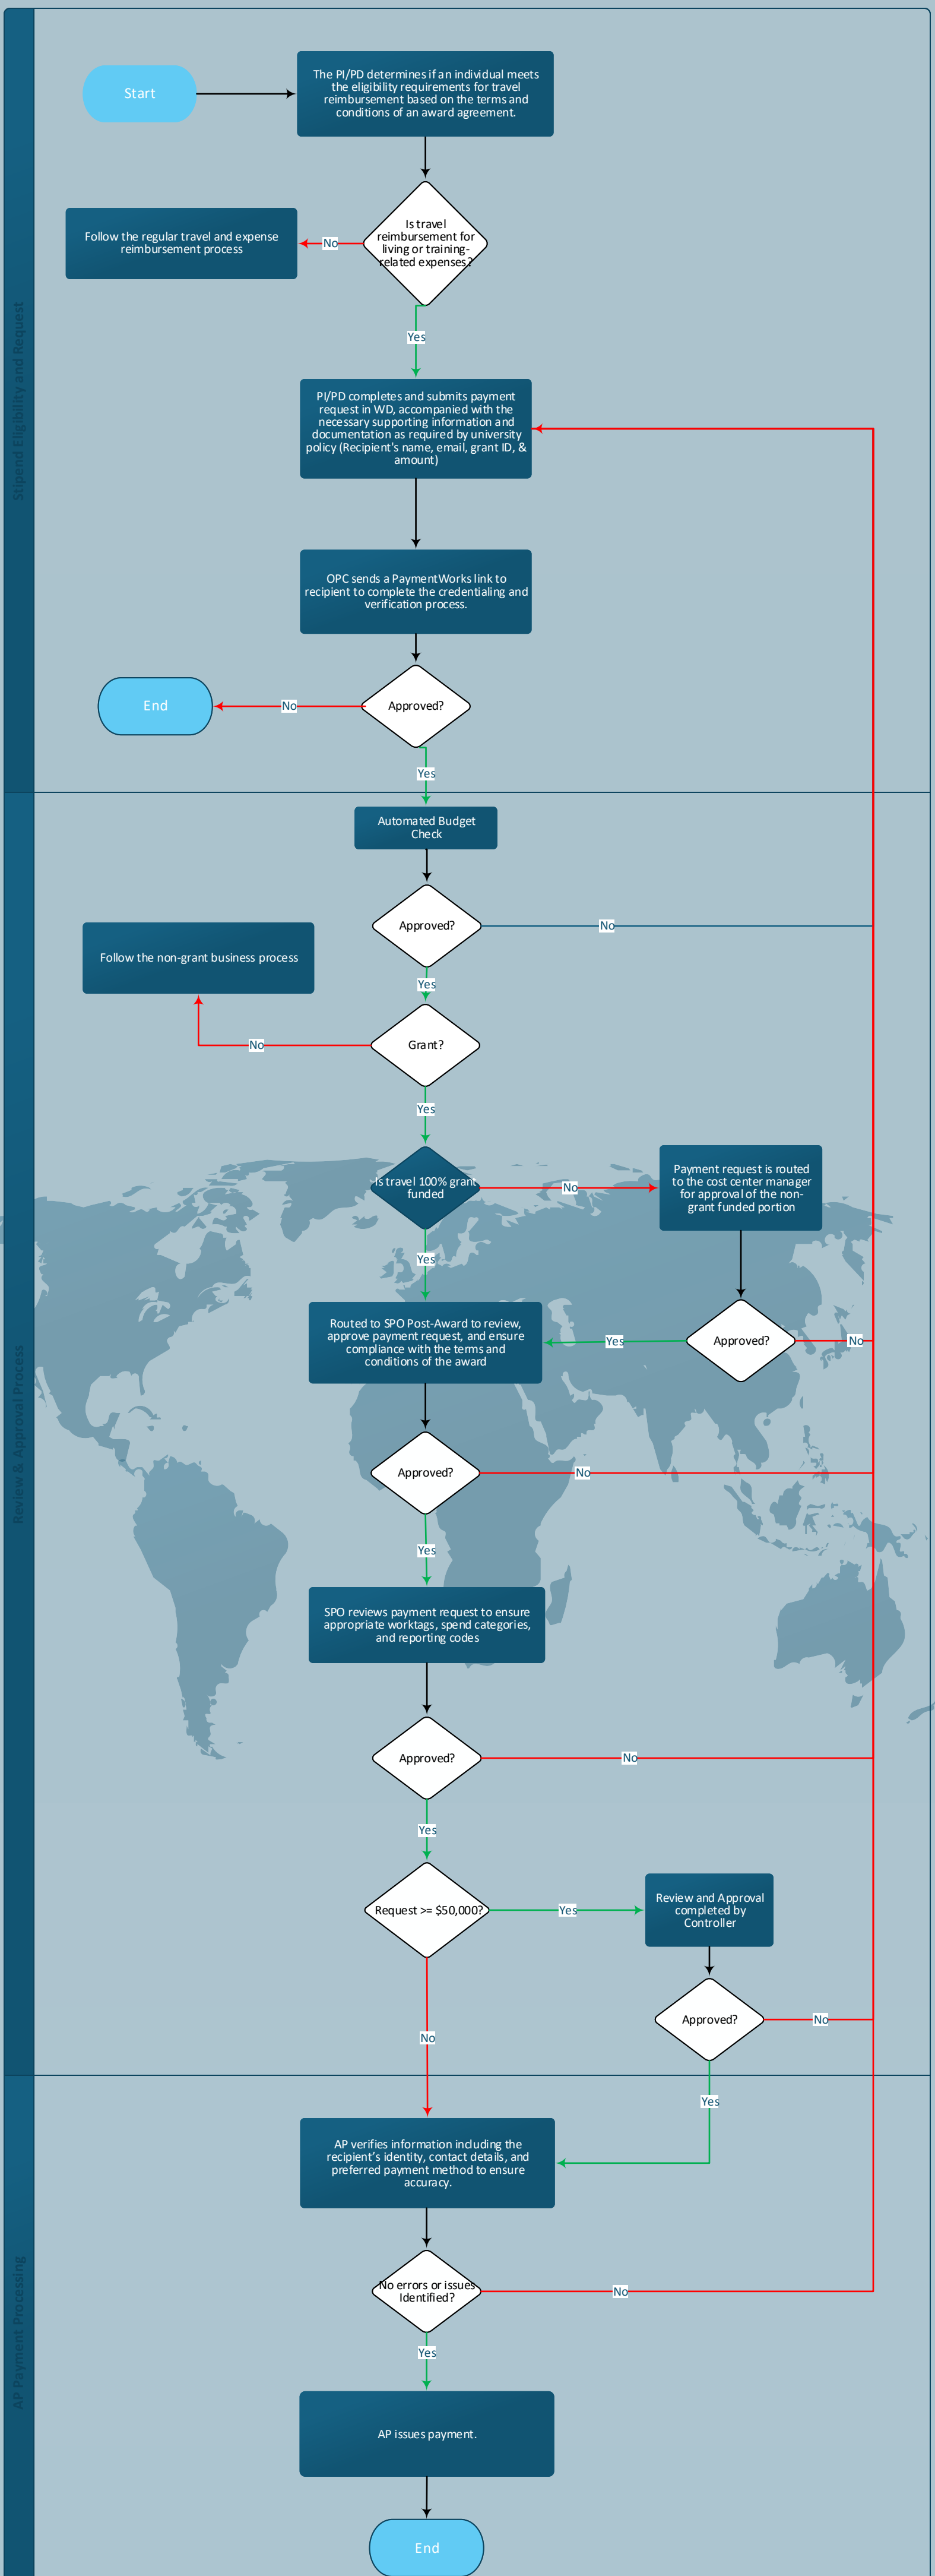 Stipend Eligibility and Request
Start
The PI/PD determines if an individual meets
the eligibility requirements for travel
reimbursement based on the terms and
conditions of an award agreement.
Is travel
reimbursement for
living or training-
related expenses?
No
Follow the regular travel and expense
reimbursement process
Yes
PI/PD completes and submits payment
request in WD, accompanied with the
necessary supporting information and
documentation as required by university
policy (Recipient's name, email, grant ID, &
amount)
OPC sends a PaymentWorks link to
recipient to complete the credentialing and
verification process.
Approved?
No
End
Yes
Review & Approval Process
Automated Budget
Check
Approved?
No
Yes
Follow the non-grant business process
Grant?
No
Yes
Is travel 100% grant
funded
No
Payment request is routed
to the cost center manager
for approval of the non-
grant funded portion
Yes
Routed to SPO Post-Award to review,
approve payment request, and ensure
compliance with the terms and
conditions of the award
Yes
Approved?
No
Approved?
No
Yes
SPO reviews payment request to ensure
appropriate worktags, spend categories,
and reporting codes
Approved?
No
Yes
Request >= $50,000?
Yes
Review and Approval
completed by
Controller
Approved?
No
No
Yes
AP Payment Processing
AP verifies information including the
recipient's identity, contact details, and
preferred payment method to ensure
accuracy.
No errors or issues
Identified?
No
Yes
AP issues payment.
End